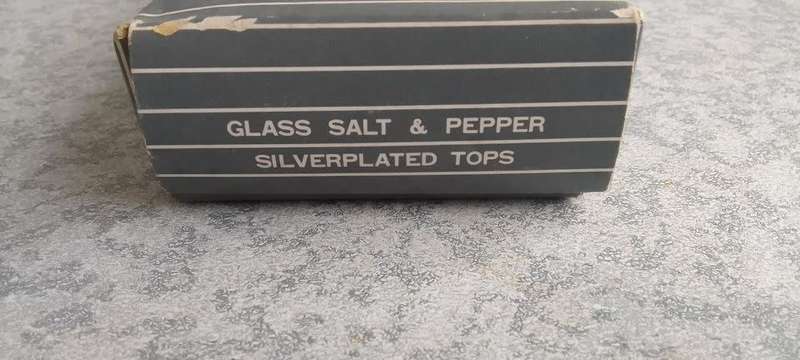 GLASS SALT & PEPPER
SILVERPLATED TOPS